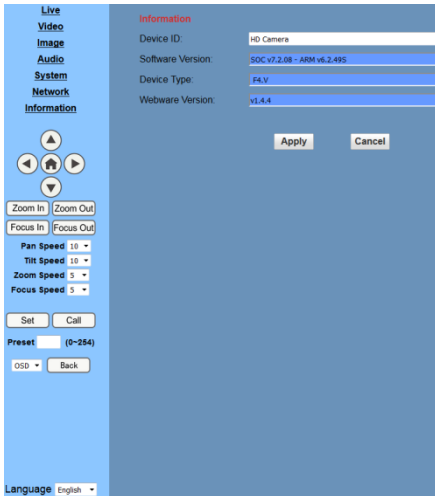 Live
Video
Image
Audio
System
Network
Information
Zoom In Zoom Out
Focus In Focus Out
Pan Speed 10
Tilt Speed 10
Zoom Speed 5
Focus Speed 5
Set Call
Preset (0~254)
OSD Back
Language English
Information
Device ID: HD Camera
Software Version: SOC v7.2.08 - ARM v6.2.49S
Device Type: F4.V
Webware Version: v1.4.4
Apply Cancel